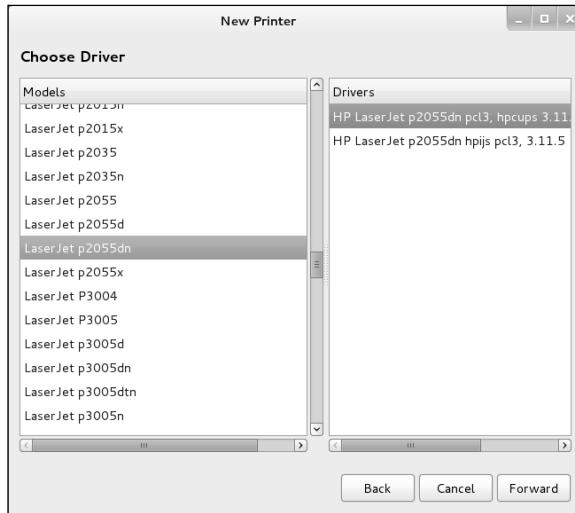 New Printer
Choose Driver
Models
LaserJet p2015n
LaserJet p2015x
LaserJet p2035
LaserJet p2035n
LaserJet p2055
LaserJet p2055d
LaserJet p2055dn
LaserJet p2055x
LaserJet P3004
LaserJet P3005
LaserJet p3005d
LaserJet p3005dn
LaserJet p3005dtn
LaserJet p3005n
Drivers
HP LaserJet p2055dn pcl3, hpcups 3.11.
HP LaserJet p2055dn hpijs pcl3, 3.11.5
Back Cancel Forward